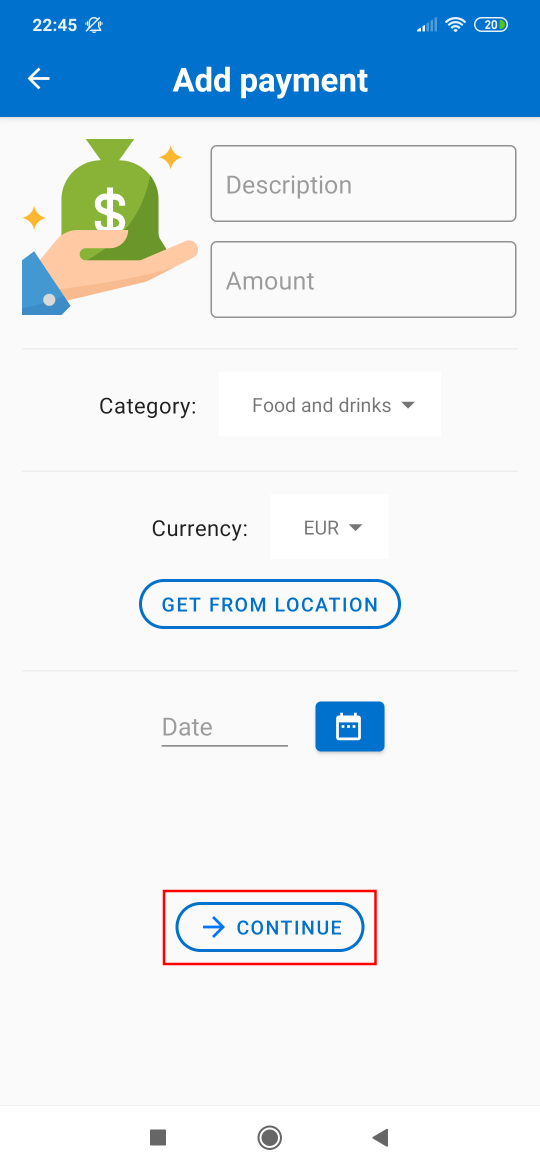 22:45 20
Add payment
$
Description
Amount
Category: Food and drinks
Currency: EUR
GET FROM LOCATION
Date
CONTINUE